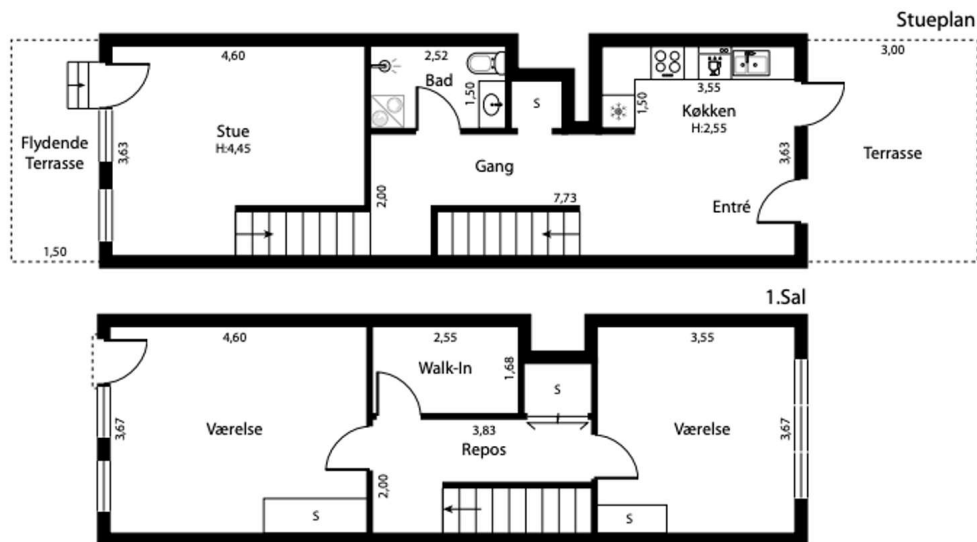 Stueplan
4,60
2,52
3,00
Bad
1,50
S
3,55
1,50
Køkken
H:2,55
Stue
H:4,45
Flydende
Terrasse
3,63
3,63
Terrasse
Gang
2,00
7,73
Entré
1,50
1.Sal
4,60
2,55
3,55
Walk-In
1,68
S
3,67
Værelse
3,83
Repos
Værelse
3,67
2,00
S
S